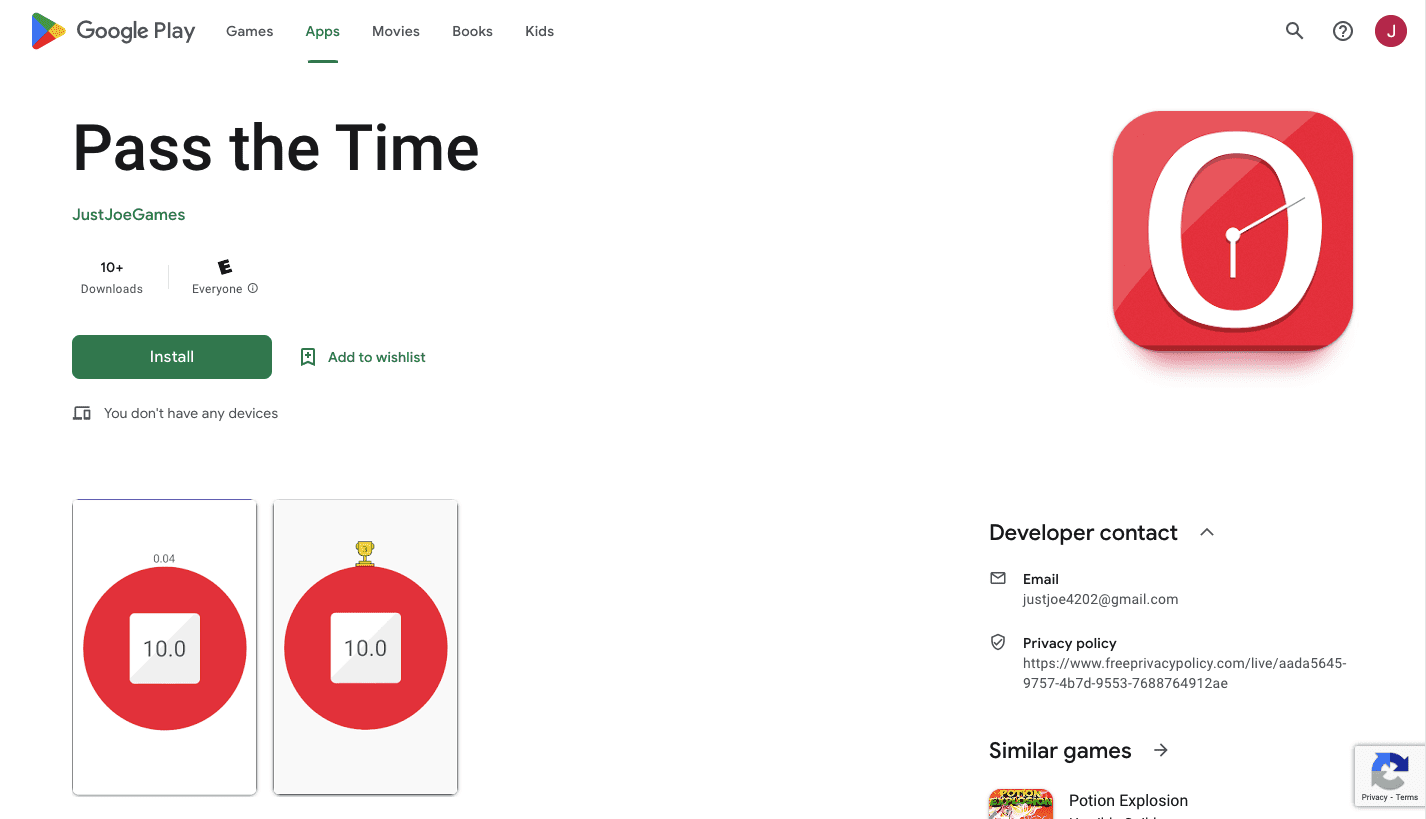 Google Play
Games
Apps
Movies
Books
Kids
J
Pass the Time
JustJoeGames
10+
Downloads
E
Everyone
Install
Add to wishlist
You don't have any devices
0.04
10.0
3
10.0
Developer contact
Email
justjoe4202@gmail.com
Privacy policy
https://www.freeprivacypolicy.com/live/aada5645-
9757-4b7d-9553-7688764912ae
Similar games
POTION
EXPLOSION
Potion Explosion
Privacy - Terms